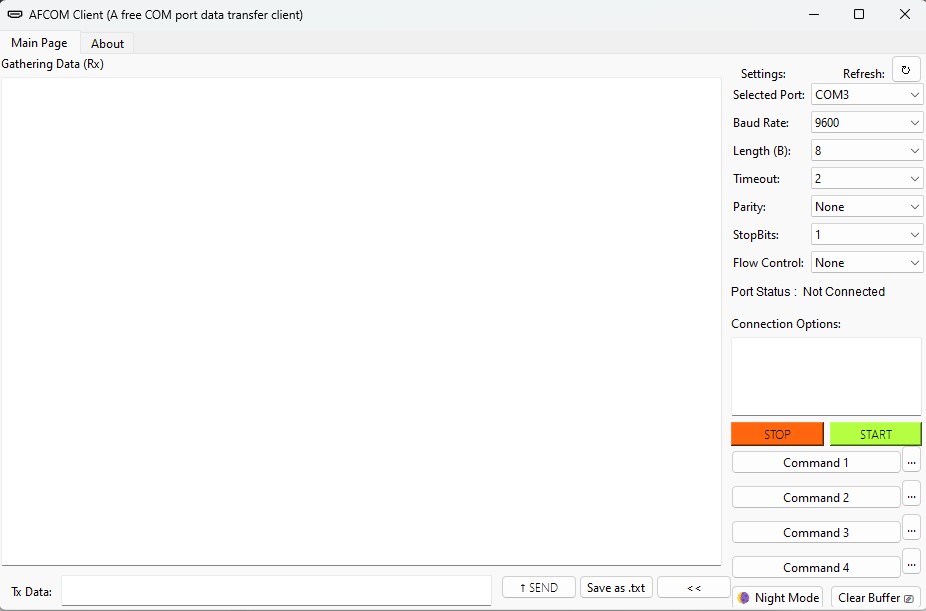 AFCOM Client (A free COM port data transfer client)
Main Page About
Gathering Data (Rx)
Settings: Refresh: ↻
Selected Port: COM3
Baud Rate: 9600
Length (B): 8
Timeout: 2
Parity: None
StopBits: 1
Flow Control: None
Port Status : Not Connected
Connection Options:
STOP START
Command 1 ...
Command 2 ...
Command 3 ...
Command 4 ...
Tx Data: ↑ SEND Save as .txt <<
Night Mode Clear Buffer